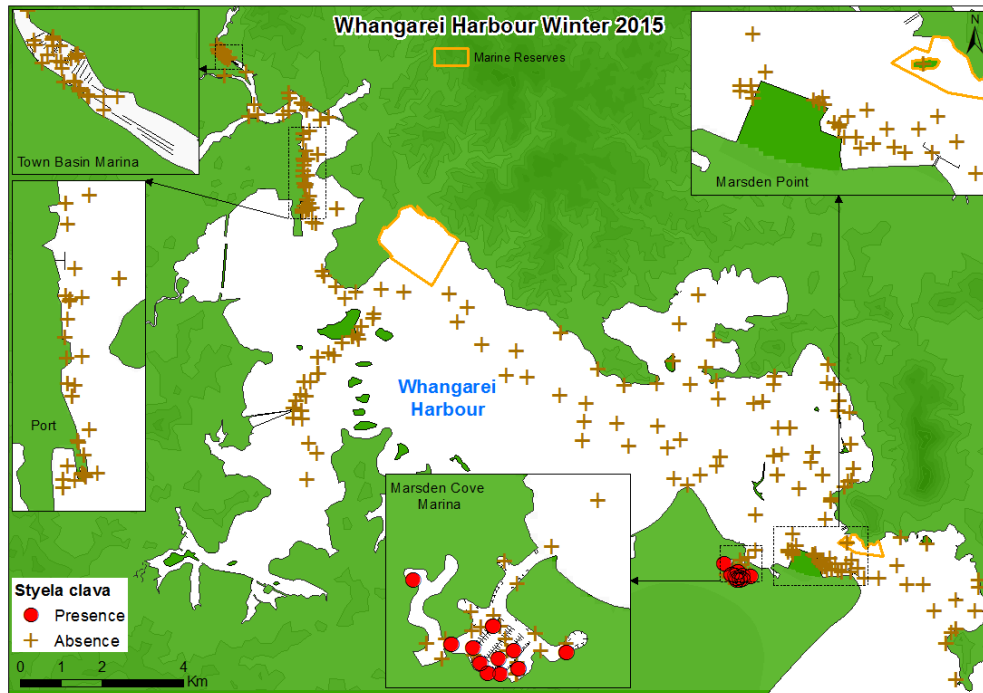 Whangarei Harbour Winter 2015
Marine Reserves
N
Town Basin Marina
Marsden Point
Port
Whangarei
Harbour
Marsden Cove
Marina
Styela clava
Presence
Absence
0 1 2 4
Km